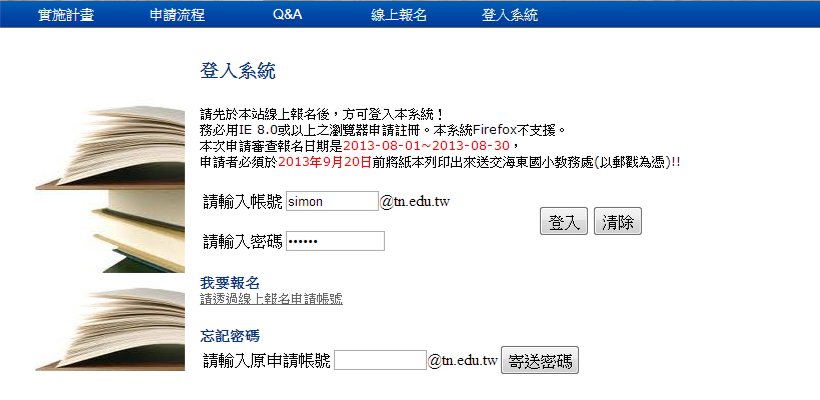 實施計畫 申請流程 Q&A 線上報名 登入系統
登入系統
請先於本站線上報名後，方可登入本系統！
務必用IE 8.0或以上之瀏覽器申請註冊。本系統Firefox不支援。
本次申請審查報名日期是2013-08-01~2013-08-30，
申請者必須於2013年9月20日前將紙本列印出來送交海東國小教務處(以郵戳為憑)!!
請輸入帳號 simon @tn.edu.tw
登入 清除
請輸入密碼 ••••••
我要報名
請透過線上報名申請帳號
忘記密碼
請輸入原申請帳號 @tn.edu.tw 寄送密碼